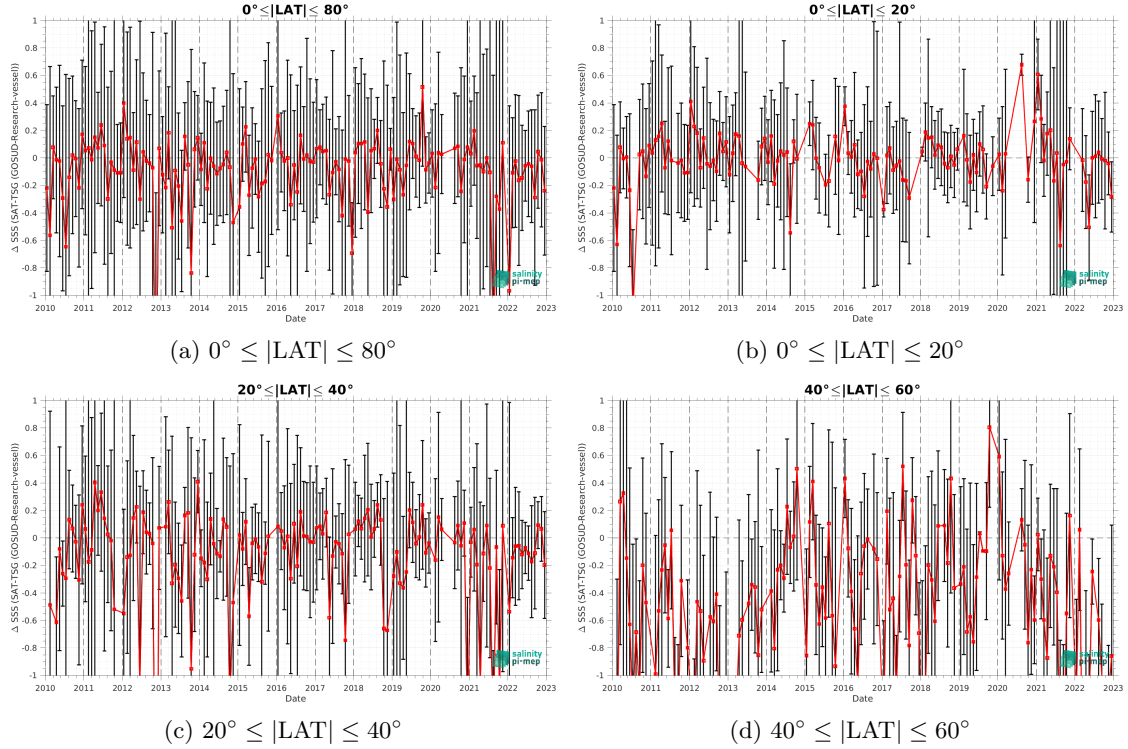 0°≤|LAT|≤ 80°
Δ SSS (SAT-TSG (GOSUD-Research-vessel))
1
0.8
0.6
0.4
0.2
0
-0.2
-0.4
-0.6
-0.8
-1
2010 2011 2012 2013 2014 2015 2016 2017 2018 2019 2020 2021 2022 2023
Date
salinity
pi-mep
(a) 0° ≤ |LAT| ≤ 80°
0°≤|LAT|≤ 20°
Δ SSS (SAT-TSG (GOSUD-Research-vessel))
1
0.8
0.6
0.4
0.2
0
-0.2
-0.4
-0.6
-0.8
-1
2010 2011 2012 2013 2014 2015 2016 2017 2018 2019 2020 2021 2022 2023
Date
salinity
pi-mep
(b) 0° ≤ |LAT| ≤ 20°
20°≤|LAT|≤ 40°
Δ SSS (SAT-TSG (GOSUD-Research-vessel))
1
0.8
0.6
0.4
0.2
0
-0.2
-0.4
-0.6
-0.8
-1
2010 2011 2012 2013 2014 2015 2016 2017 2018 2019 2020 2021 2022 2023
Date
salinity
pi-mep
(c) 20° ≤ |LAT| ≤ 40°
40°≤|LAT|≤ 60°
Δ SSS (SAT-TSG (GOSUD-Research-vessel))
1
0.8
0.6
0.4
0.2
0
-0.2
-0.4
-0.6
-0.8
-1
2010 2011 2012 2013 2014 2015 2016 2017 2018 2019 2020 2021 2022 2023
Date
salinity
pi-mep
(d) 40° ≤ |LAT| ≤ 60°